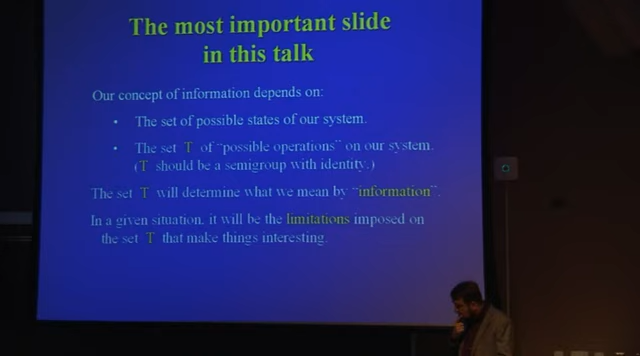 The most important slide
in this talk
Our concept of information depends on:
• The set of possible states of our system.
• The set T of "possible operations" on our system.
(T should be a semigroup with identity.)
The set T will determine what we mean by "information".
In a given situation, it will be the limitations imposed on
the set T that make things interesting.